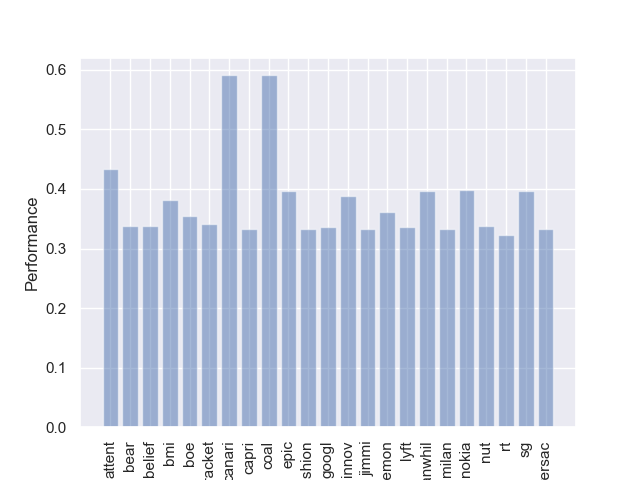 0.6
0.5
0.4
0.3
0.2
0.1
0.0
Performance
attent
bear
belief
bmi
boe
racket
canari
capri
coal
epic
shion
googl
innov
jimmi
emon
lyft
nwhil
milan
nokia
nut
rt
sg
ersac